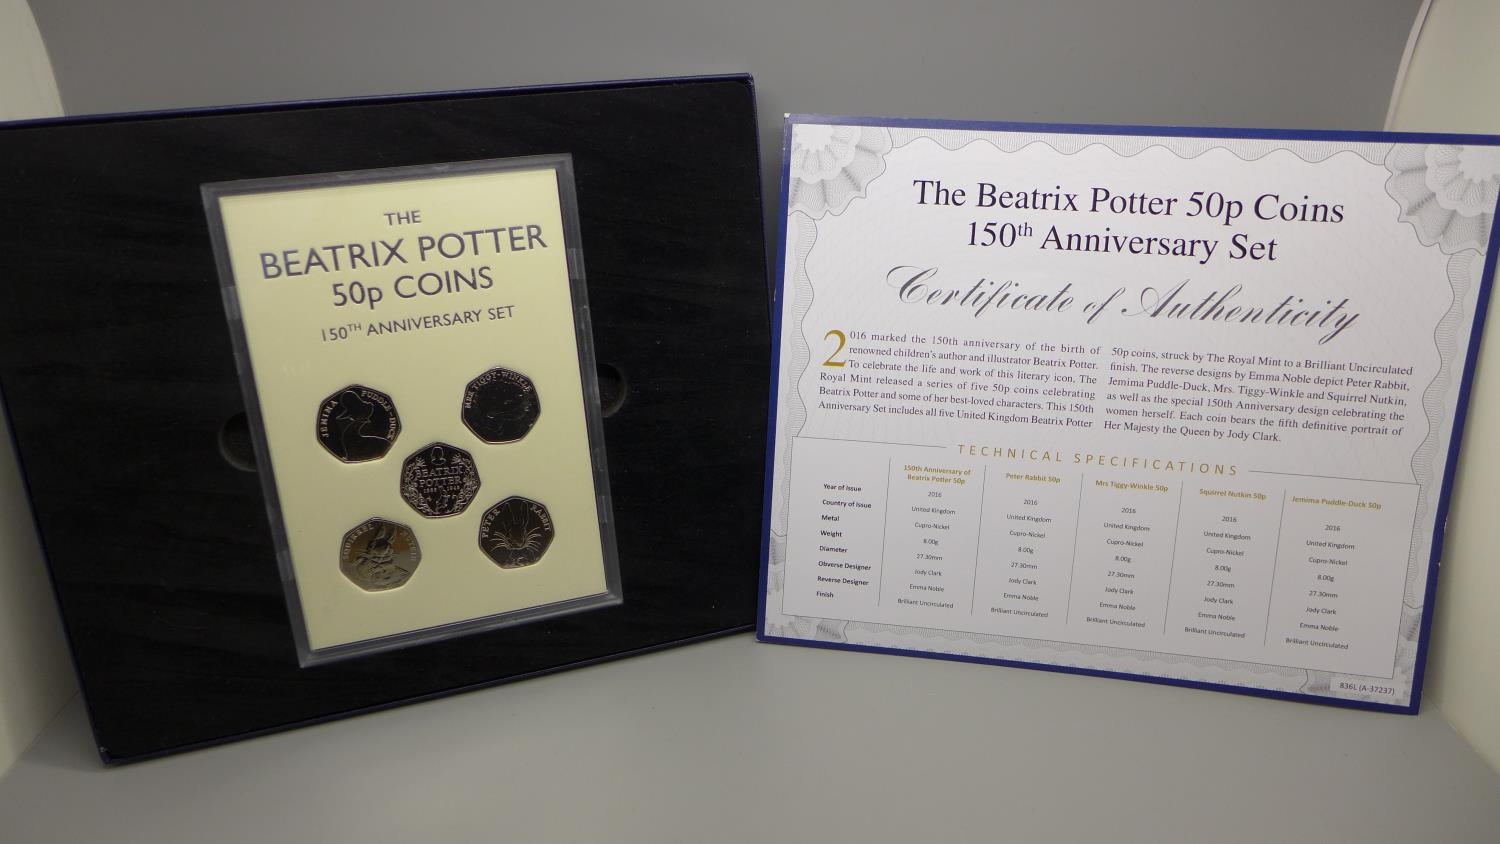 THE
BEATRIX POTTER
50p COINS
150TH ANNIVERSARY SET
JEMIMA PUDDLE-DUCK
MRS TIGGY-WINKLE
BEATRIX
POTTER
1866 1943
SQUIRREL NUTKIN
PETER RABBIT
The Beatrix Potter 50p Coins
150th Anniversary Set
Certificate of Authenticity
2016 marked the 150th anniversary of the birth of
renowned children's author and illustrator Beatrix Potter.
To celebrate the life and work of this literary icon, The
Royal Mint released a series of five 50p coins celebrating
Beatrix Potter and some of her best-loved characters. This 150th
Anniversary Set includes all five United Kingdom Beatrix Potter
50p coins, struck by The Royal Mint to a Brilliant Uncirculated
finish. The reverse designs by Emma Noble depict Peter Rabbit,
Jemima Puddle-Duck, Mrs. Tiggy-Winkle and Squirrel Nutkin,
as well as the special 150th Anniversary design celebrating the
women herself. Each coin bears the fifth definitive portrait of
Her Majesty the Queen by Jody Clark.
TECHNICAL SPECIFICATIONS
150th Anniversary of
Beatrix Potter 50p Peter Rabbit 50p Mrs Tiggy-Winkle 50p Squirrel Nutkin 50p Jemima Puddle-Duck 50p
Year of Issue 2016 2016 2016 2016 2016
Country of Issue United Kingdom United Kingdom United Kingdom United Kingdom United Kingdom
Metal Cupro-Nickel Cupro-Nickel Cupro-Nickel Cupro-Nickel Cupro-Nickel
Weight 8.00g 8.00g 8.00g 8.00g 8.00g
Diameter 27.30mm 27.30mm 27.30mm 27.30mm 27.30mm
Obverse Designer Jody Clark Jody Clark Jody Clark Jody Clark Jody Clark
Reverse Designer Emma Noble Emma Noble Emma Noble Emma Noble Emma Noble
Finish Brilliant Uncirculated Brilliant Uncirculated Brilliant Uncirculated Brilliant Uncirculated Brilliant Uncirculated
836L (A-37237)